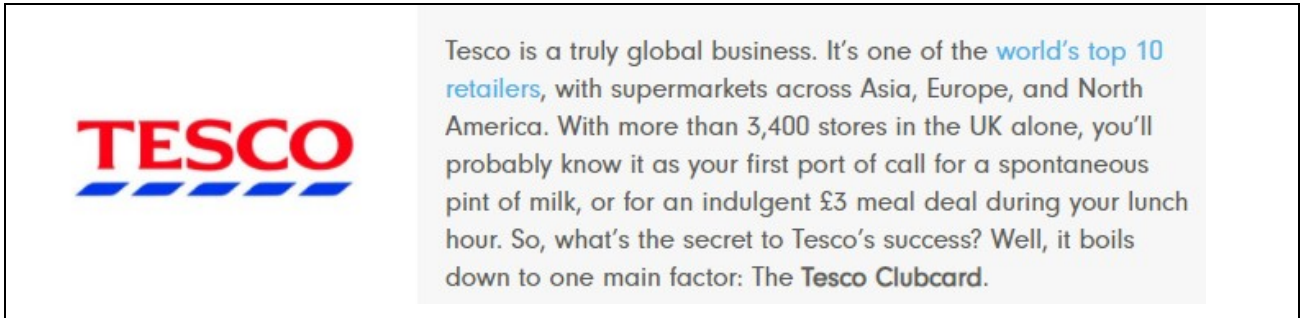 TESCO
Tesco is a truly global business. It’s one of the world’s top 10
retailers, with supermarkets across Asia, Europe, and North
America. With more than 3,400 stores in the UK alone, you’ll
probably know it as your first port of call for a spontaneous
pint of milk, or for an indulgent £3 meal deal during your lunch
hour. So, what’s the secret to Tesco’s success? Well, it boils
down to one main factor: The Tesco Clubcard.